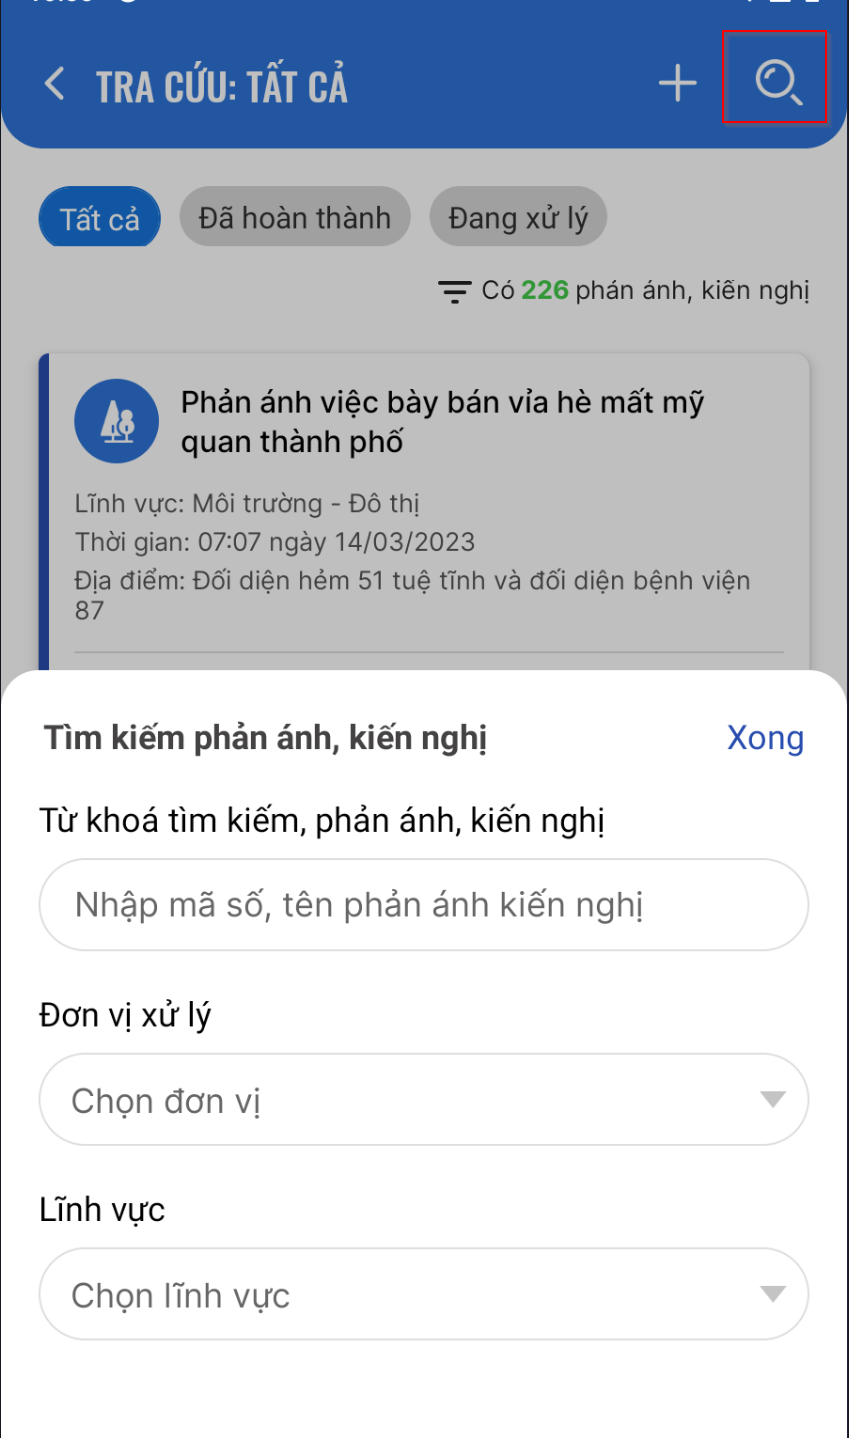 TRA CỨU: TẤT CẢ
Tất cả
Đã hoàn thành
Đang xử lý
Có 226 phán ánh, kiến nghị
Phản ánh việc bày bán vỉa hè mất mỹ
quan thành phố
Lĩnh vực: Môi trường - Đô thị
Thời gian: 07:07 ngày 14/03/2023
Địa điểm: Đối diện hẻm 51 tuệ tĩnh và đối diện bệnh viện
87
Tìm kiếm phản ánh, kiến nghị
Xong
Từ khoá tìm kiếm, phản ánh, kiến nghị
Nhập mã số, tên phản ánh kiến nghị
Đơn vị xử lý
Chọn đơn vị
Lĩnh vực
Chọn lĩnh vực